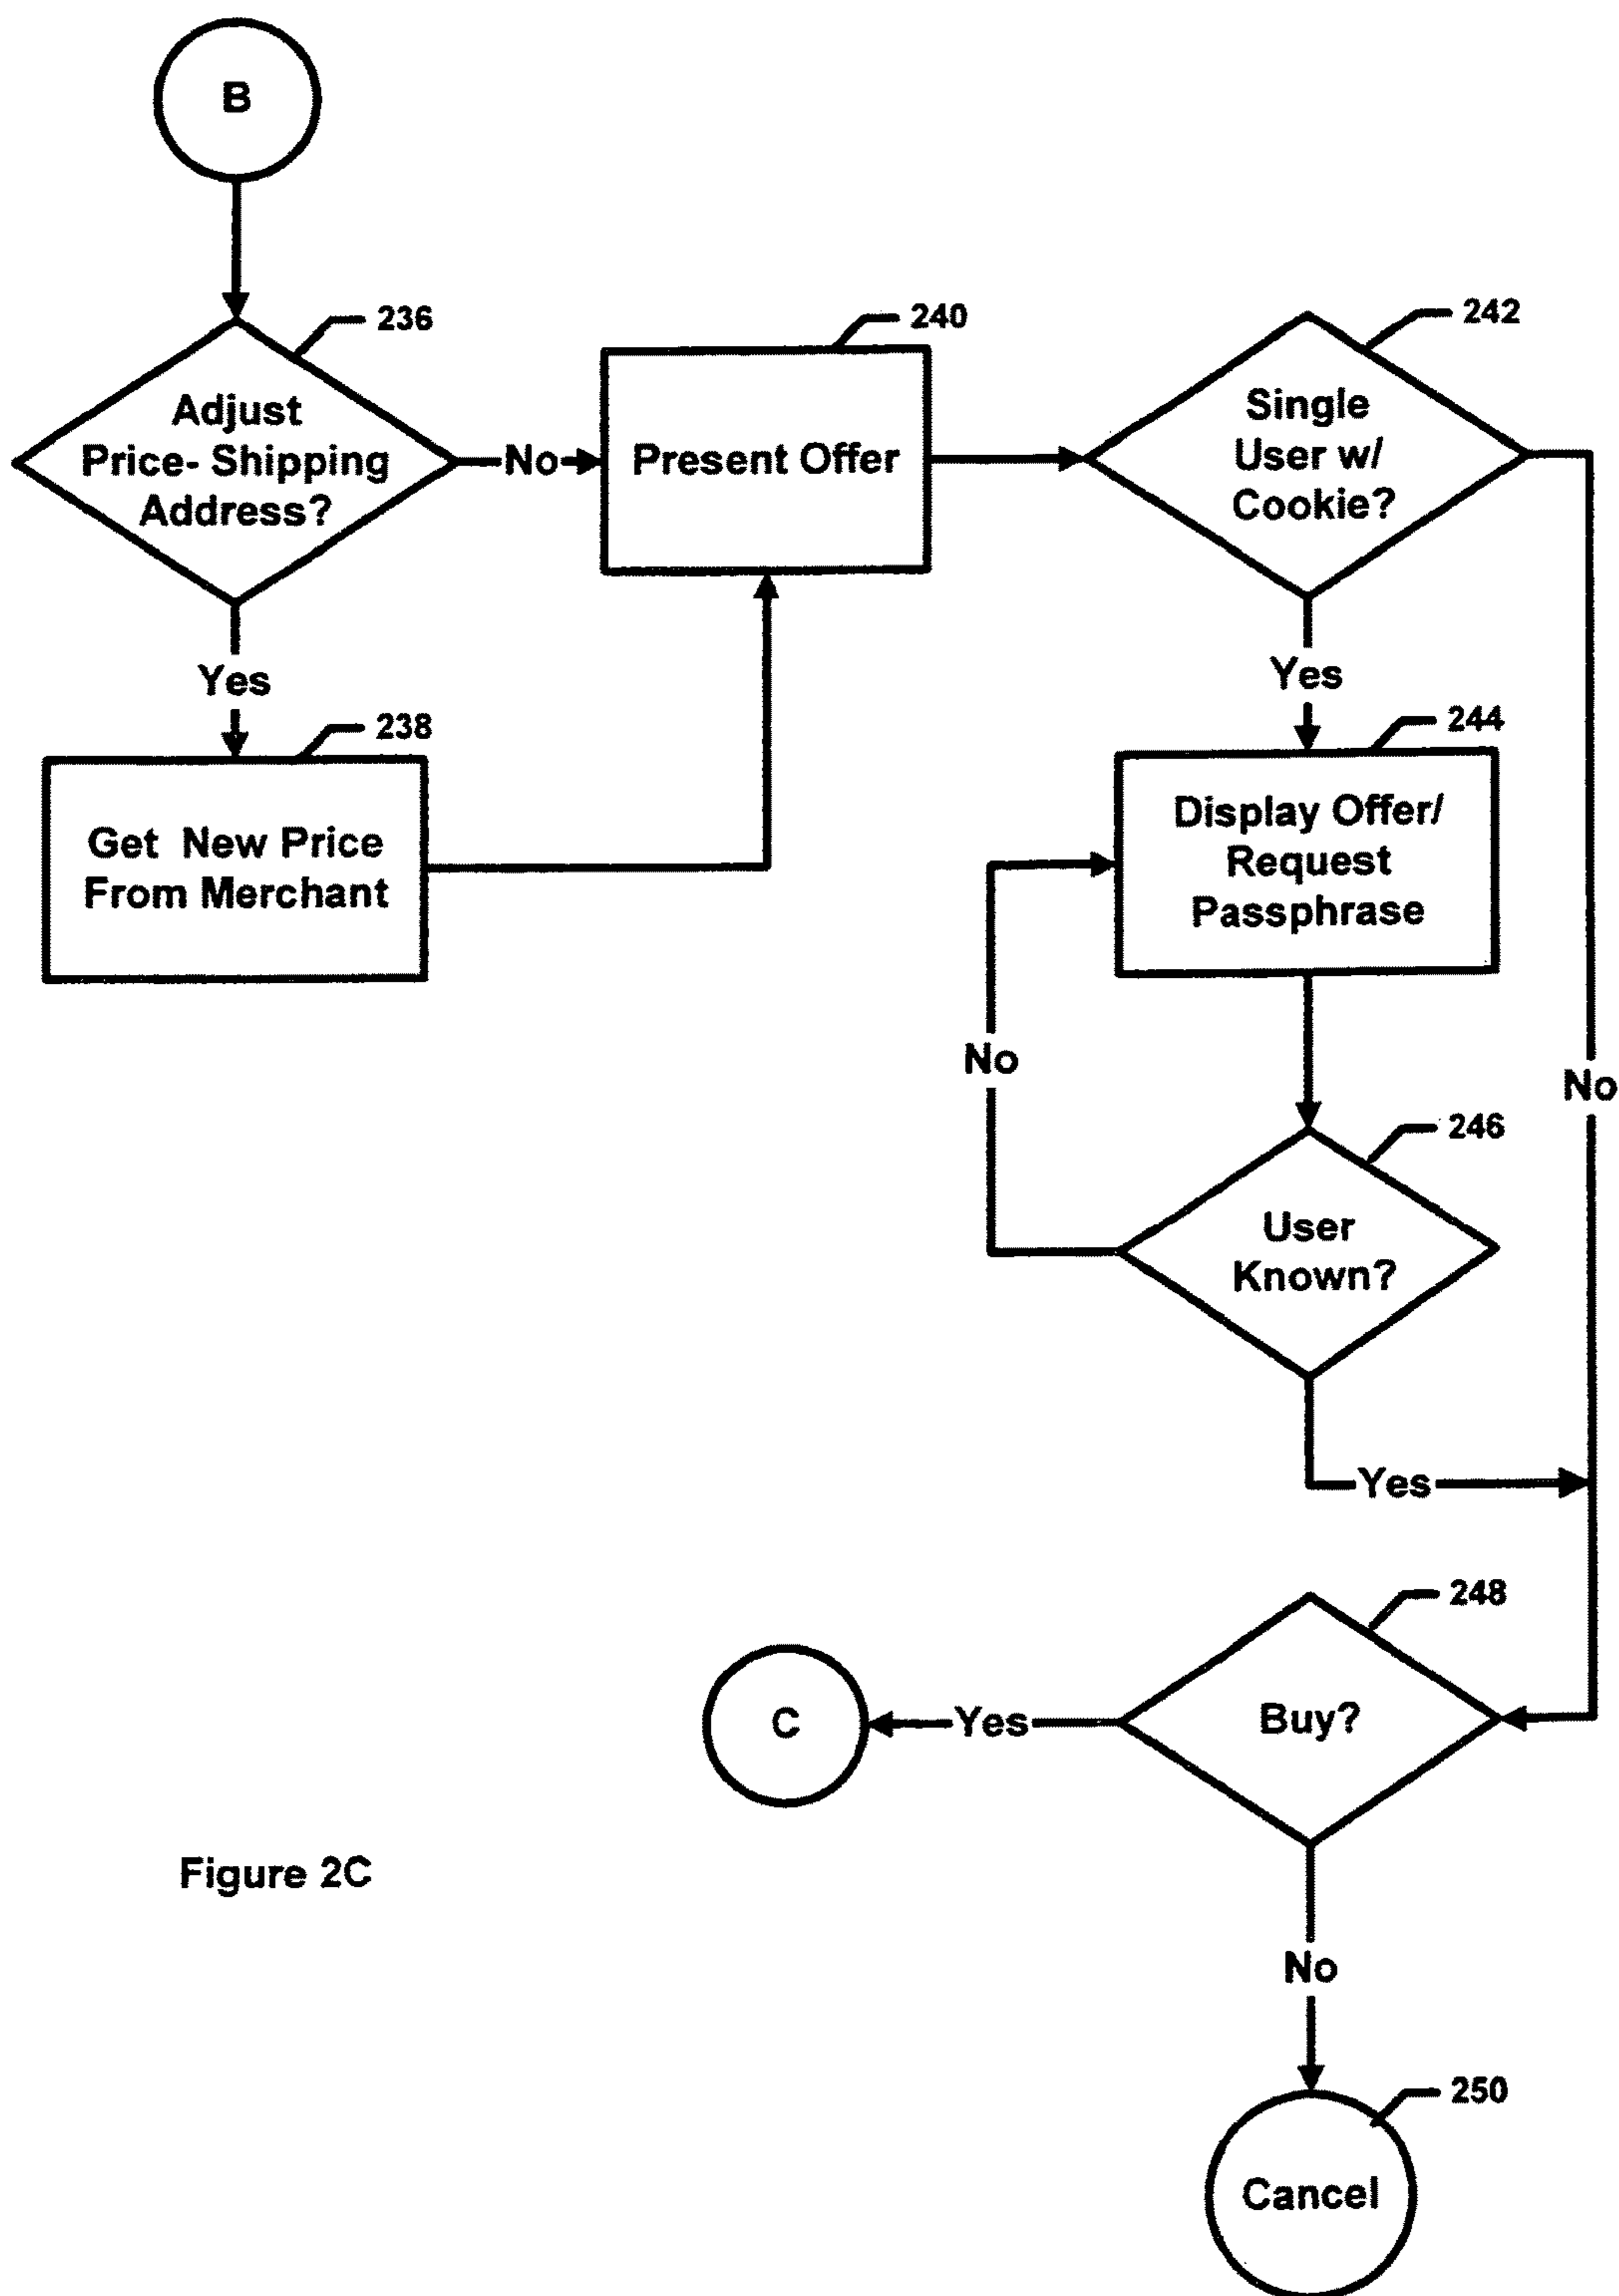 B
236
Adjust
Price- Shipping
Address?
No
240
Present Offer
242
Single
User w/
Cookie?
Yes
238
Get New Price
From Merchant
Yes
244
Display Offer/
Request
Passphrase
No
No
246
User
Known?
Yes
248
Buy?
Yes
C
Figure 2C
No
250
Cancel